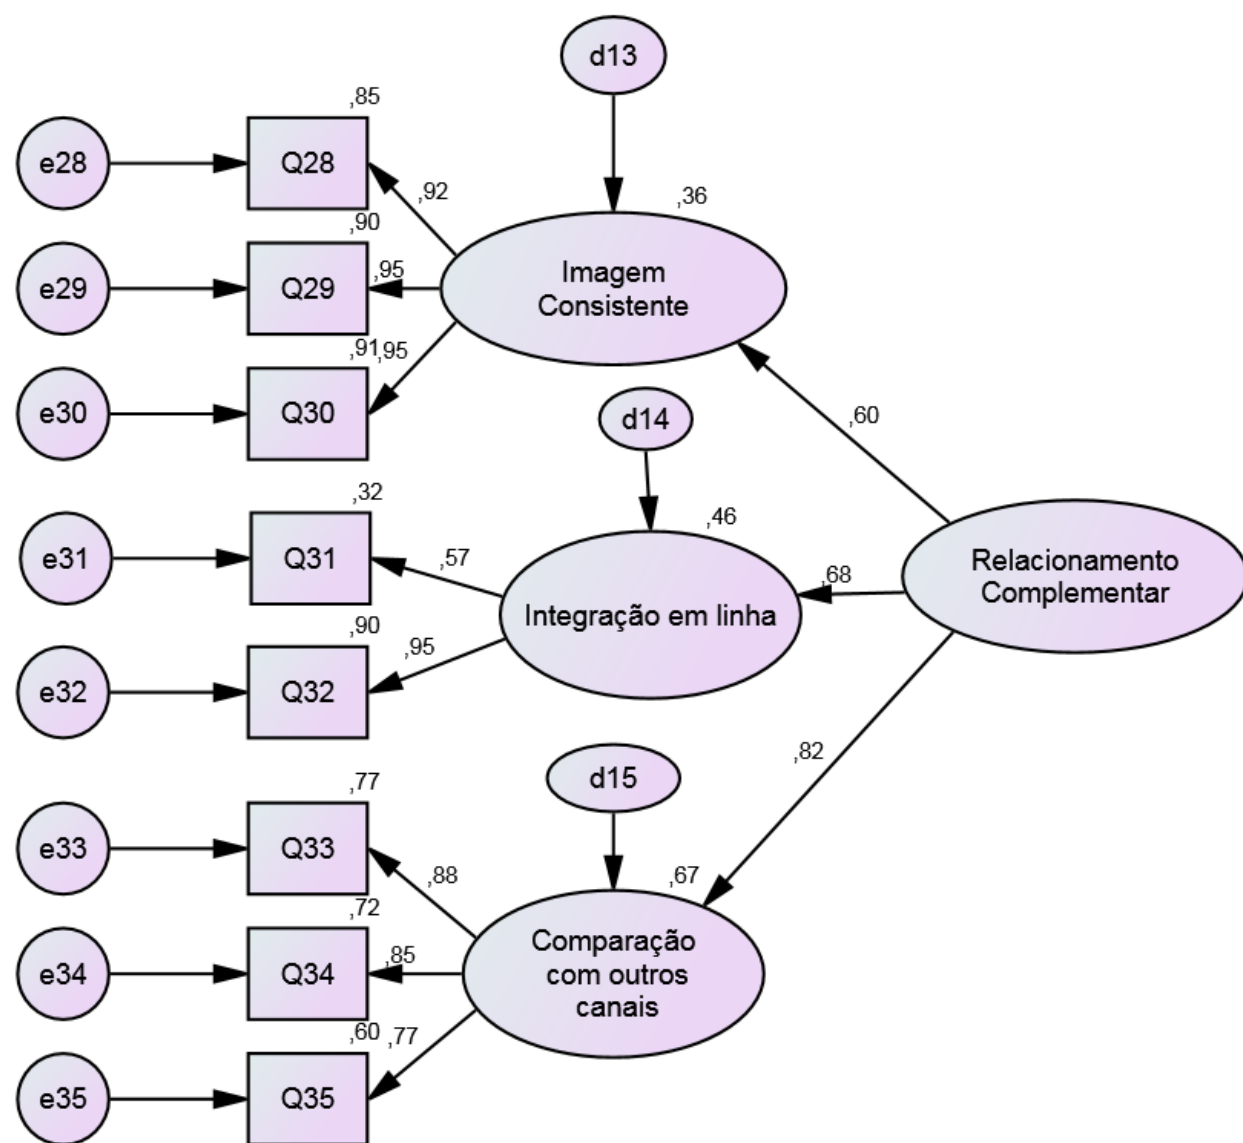 d13
,85
e28
Q28
,92
,36
,90
e29
Q29
,95
Imagem
Consistente
,91
,95
e30
Q30
d14
,60
,32
,46
e31
Q31
,57
Relacionamento
Complementar
,68
Integração em linha
,90
,95
e32
Q32
d15
,82
,77
e33
Q33
,88
,67
,72
e34
Q34
,85
Comparação
com outros
canais
,60
,77
e35
Q35